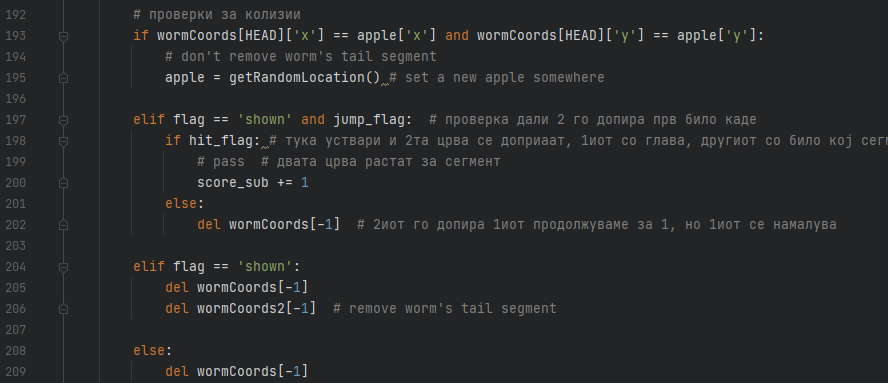 192 # проверки за колизии
193 if wormCoords[HEAD]['x'] == apple['x'] and wormCoords[HEAD]['y'] == apple['y']:
194 # don't remove worm's tail segment
195 apple = getRandomLocation() # set a new apple somewhere
196
197 elif flag == 'shown' and jump_flag:  # проверка дали 2 го допира прв било каде
198 if hit_flag: # тука уствари и 2та црва се доприаат, 1иот со глава, другиот со било кој сег
199 # pass  # двата црва растат за сегмент
200 score_sub += 1
201 else:
202 del wormCoords[-1]  # 2иот го допира 1иот продолжуваме за 1, но 1иот се намалува
203
204 elif flag == 'shown':
205 del wormCoords[-1]
206 del wormCoords2[-1]  # remove worm's tail segment
207
208 else:
209 del wormCoords[-1]